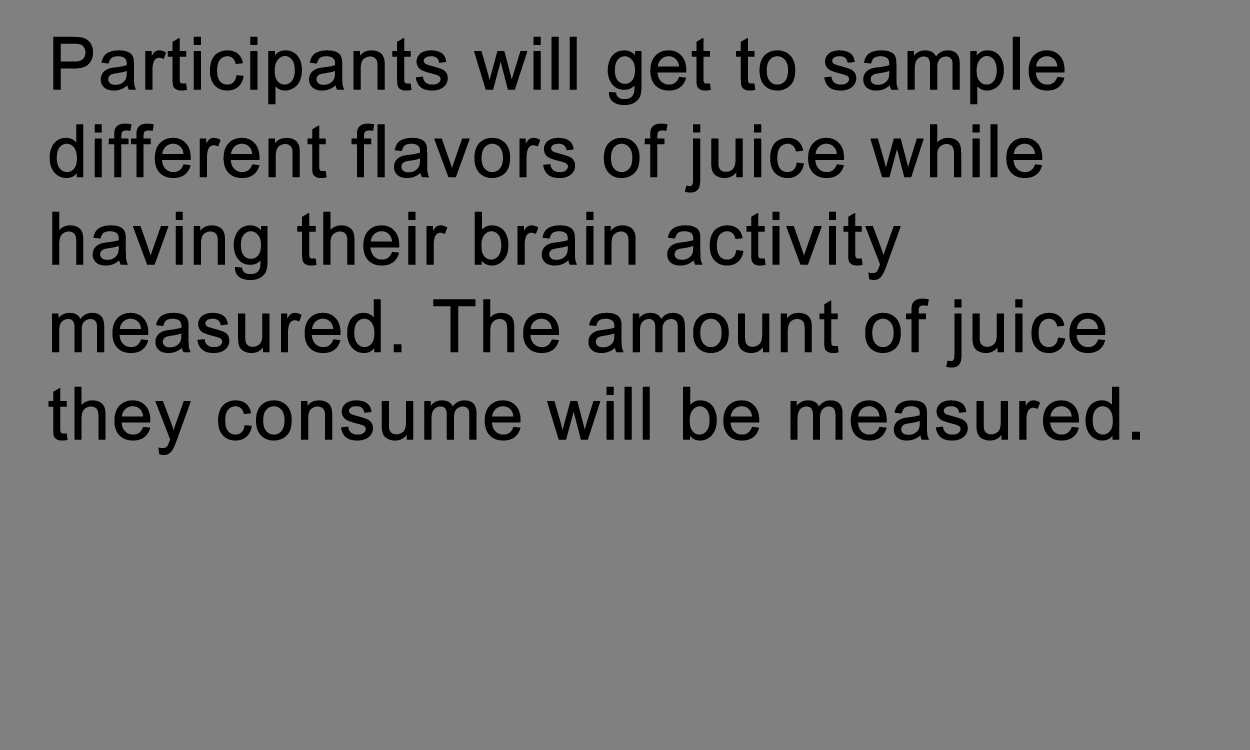 Participants will get to sample
different flavors of juice while
having their brain activity
measured. The amount of juice
they consume will be measured.